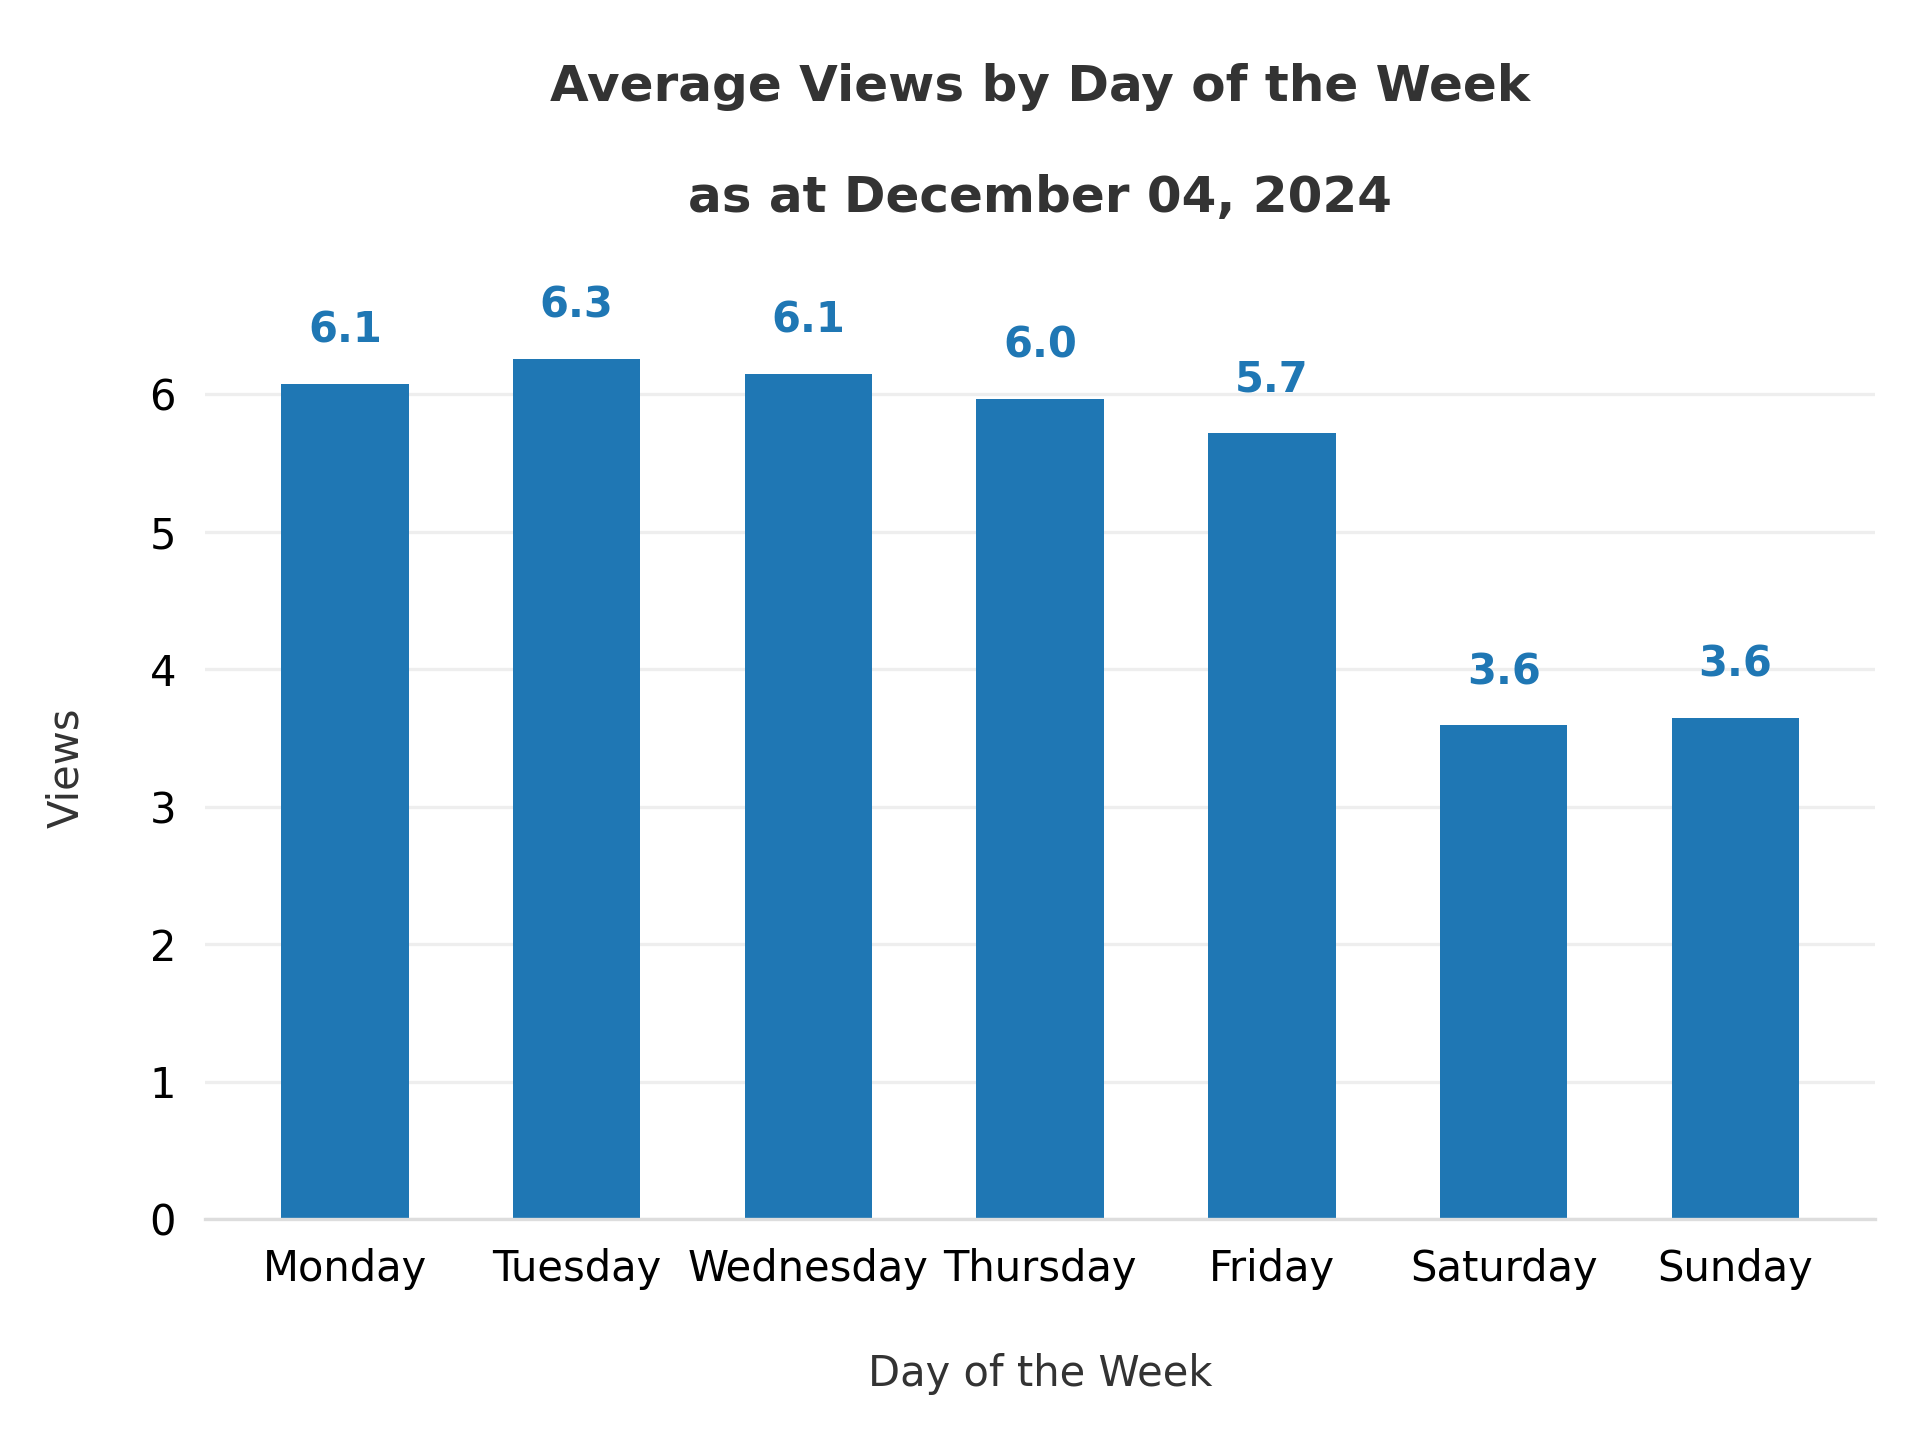 Average Views by Day of the Week
as at December 04, 2024
6.1
6.3
6.1
6.0
5.7
3.6
3.6
6
5
4
3
2
1
0
Views
Monday Tuesday Wednesday Thursday Friday Saturday Sunday
Day of the Week